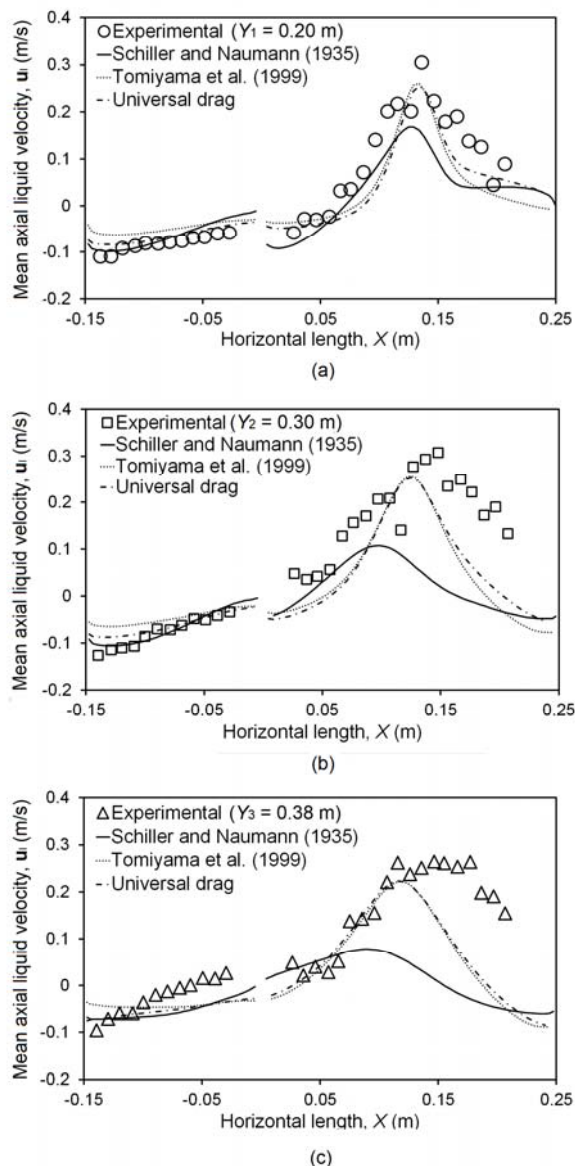 0.4
0.3
0.2
0.1
0
-0.1
-0.2
Mean axial liquid velocity, uₗ (m/s)
Experimental (Y₁ = 0.20 m)
Schiller and Naumann (1935)
Tomiyama et al. (1999)
Universal drag
-0.15
-0.05
0.05
0.15
0.25
Horizontal length, X (m)
(a)
0.4
0.3
0.2
0.1
0
-0.1
-0.2
Mean axial liquid velocity, uₗ (m/s)
Experimental (Y₂ = 0.30 m)
Schiller and Naumann (1935)
Tomiyama et al. (1999)
Universal drag
-0.15
-0.05
0.05
0.15
0.25
Horizontal length, X (m)
(b)
0.4
0.3
0.2
0.1
0
-0.1
-0.2
Mean axial liquid velocity, uₗ (m/s)
Experimental (Y₃ = 0.38 m)
Schiller and Naumann (1935)
Tomiyama et al. (1999)
Universal drag
-0.15
-0.05
0.05
0.15
0.25
Horizontal length, X (m)
(c)